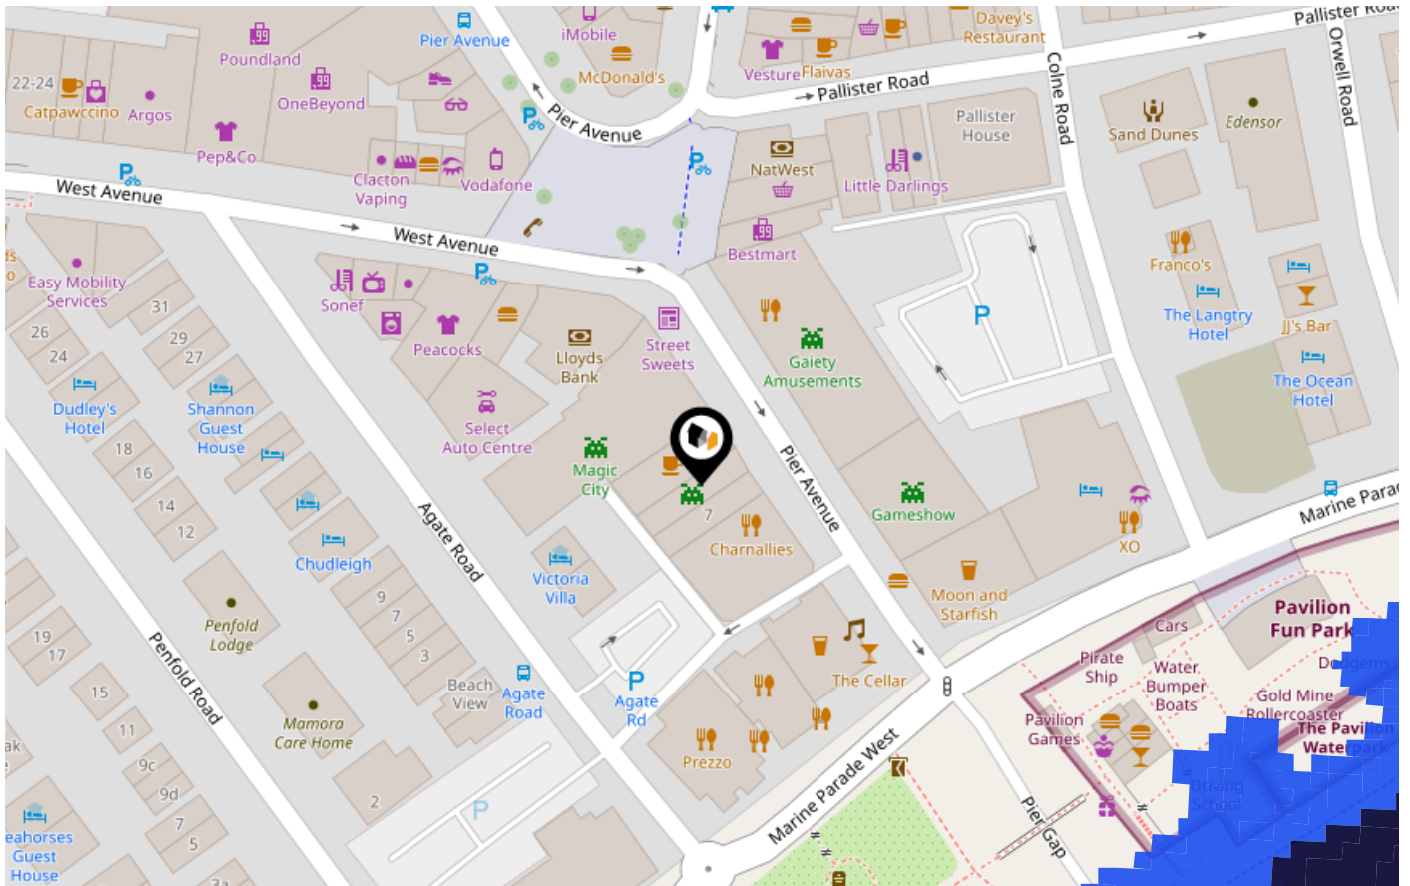 Pallister Road
Davey's
Restaurant
Pier Avenue
iMobile
Poundland
McDonald's
Vesture
Flaivas
Pallister Road
Colne Road
Orwell Road
22-24
Catpawccino
Argos
OneBeyond
Pier Avenue
Pallister
House
Sand Dunes
Edensor
Pep&Co
Clacton
Vaping
Vodafone
NatWest
Little Darlings
West Avenue
West Avenue
Bestmart
Franco's
Easy Mobility
Services
Sonef
31
26
24
29
27
Peacocks
Lloyds
Bank
Street
Sweets
Gaiety
Amusements
P
The Langtry
Hotel
JJ's Bar
The Ocean
Hotel
Dudley's
Hotel
Shannon
Guest
House
Select
Auto Centre
Magic
City
18
16
14
12
Pier Avenue
7
Charnallies
Gameshow
XO
Marine Parad
Agate Road
Chudleigh
Victoria
Villa
Moon and
Starfish
Penfold
Lodge
9
7
5
3
19
17
Penfold Road
15
11
9c
9d
7
5
3a
2
Mamora
Care Home
Beach
View
Agate
Road
P
Agate
Rd
The Cellar
Prezzo
P
Marine Parade West
Pier Gap
Cars
Pirate
Ship
Water
Bumper
Boats
Pavilion
Fun Park
Dodgems
Gold Mine
Rollercoaster
Pavilion
Games
The Pavilion
Waterpark
Driving
School
eahorses
Guest
House